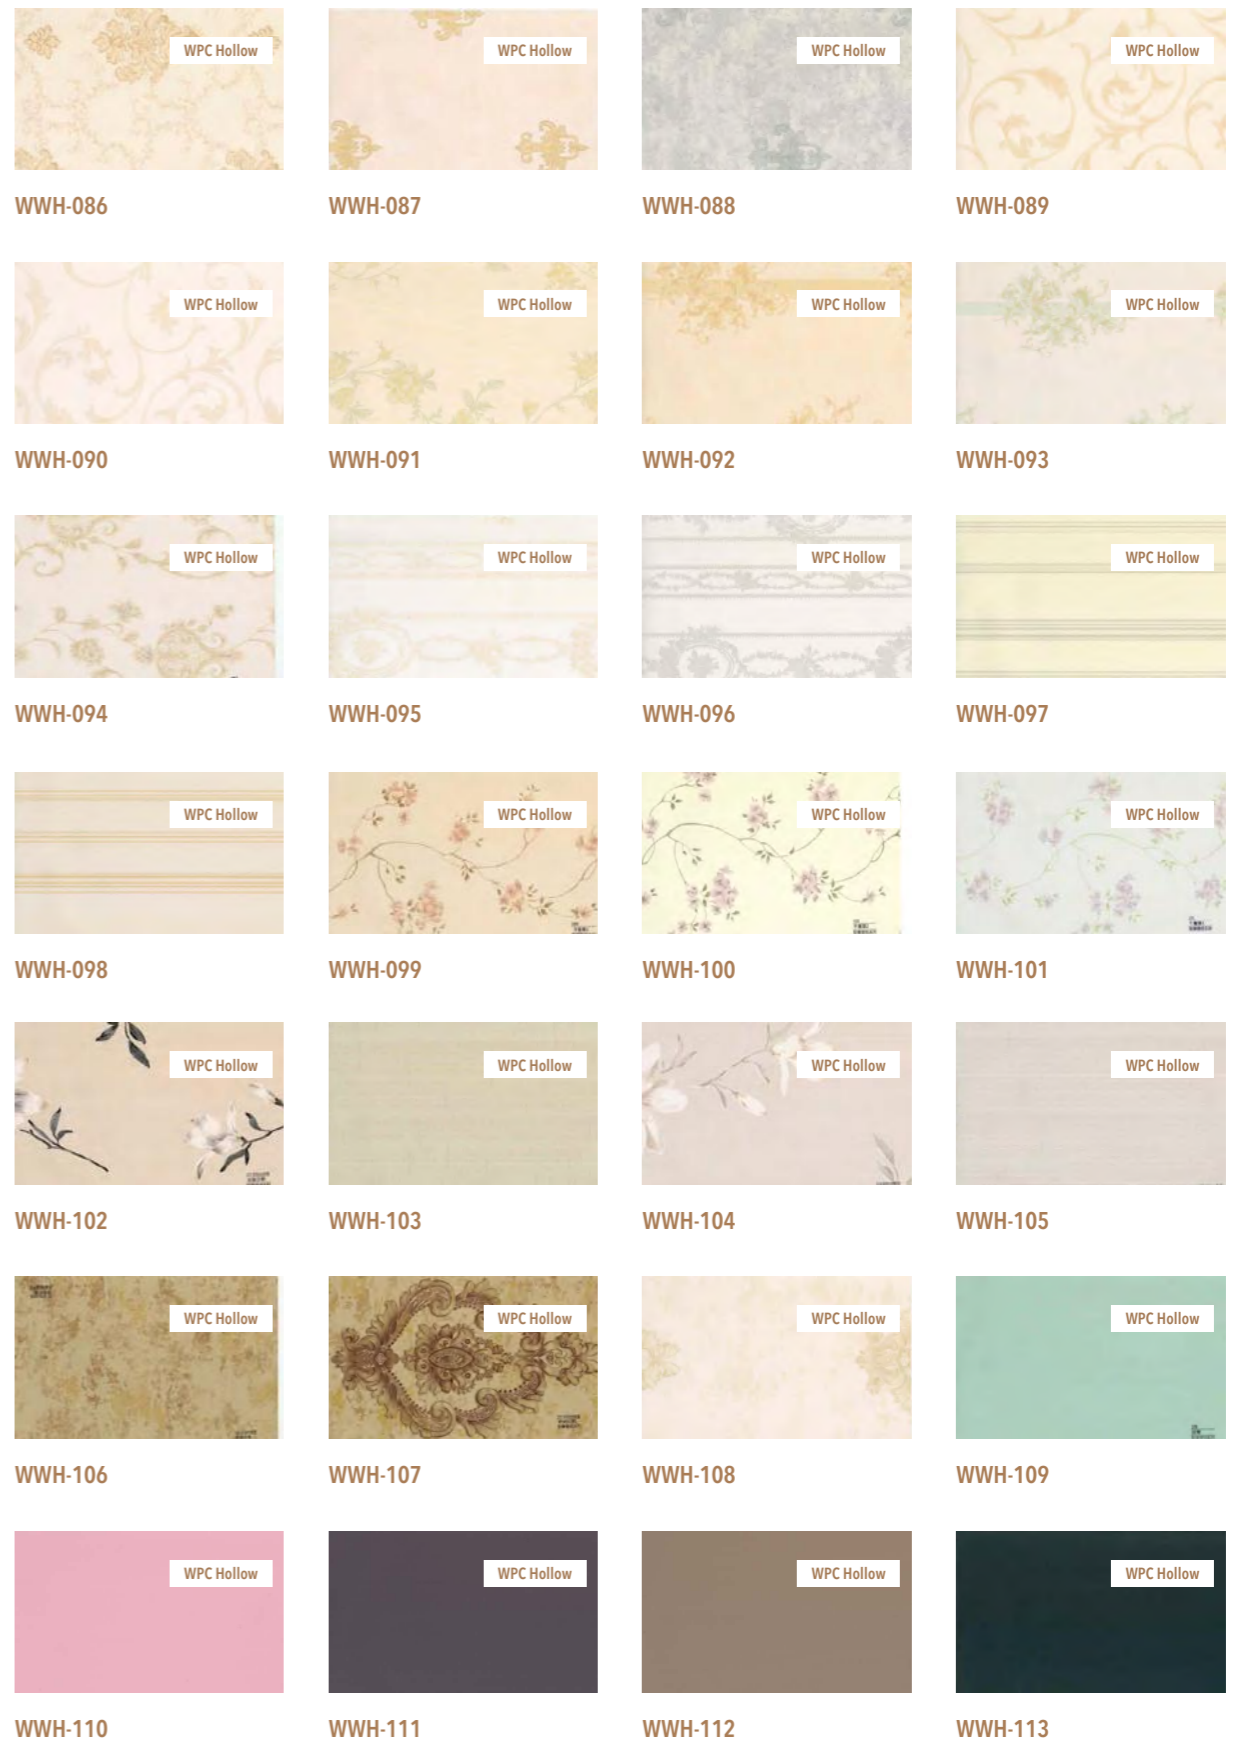 WPC Hollow
WPC Hollow
WPC Hollow
WPC Hollow
WWH-086
WWH-087
WWH-088
WWH-089
WPC Hollow
WPC Hollow
WPC Hollow
WPC Hollow
WWH-090
WWH-091
WWH-092
WWH-093
WPC Hollow
WPC Hollow
WPC Hollow
WPC Hollow
WWH-094
WWH-095
WWH-096
WWH-097
WPC Hollow
WPC Hollow
WPC Hollow
WPC Hollow
WWH-098
WWH-099
WWH-100
WWH-101
WPC Hollow
WPC Hollow
WPC Hollow
WPC Hollow
WWH-102
WWH-103
WWH-104
WWH-105
WPC Hollow
WPC Hollow
WPC Hollow
WPC Hollow
WWH-106
WWH-107
WWH-108
WWH-109
WPC Hollow
WPC Hollow
WPC Hollow
WPC Hollow
WWH-110
WWH-111
WWH-112
WWH-113